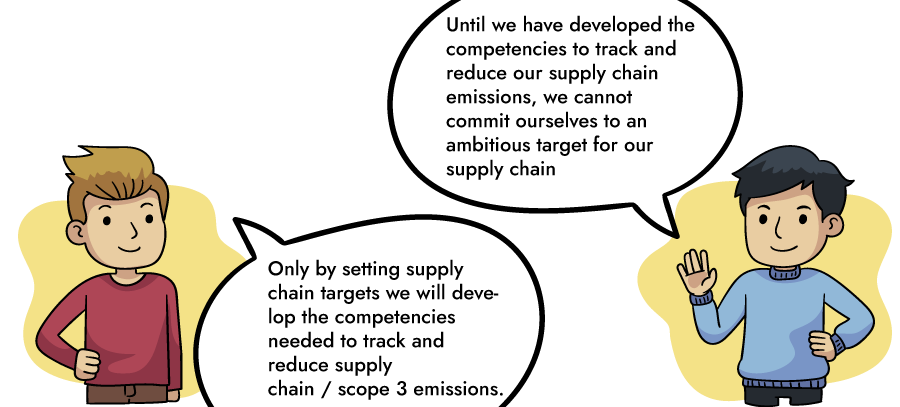 Until we have developed the
competencies to track and
reduce our supply chain
emissions, we cannot
commit ourselves to an
ambitious target for our
supply chain
Only by setting supply
chain targets we will deve-
lop the competencies
needed to track and
reduce supply
chain / scope 3 emissions.